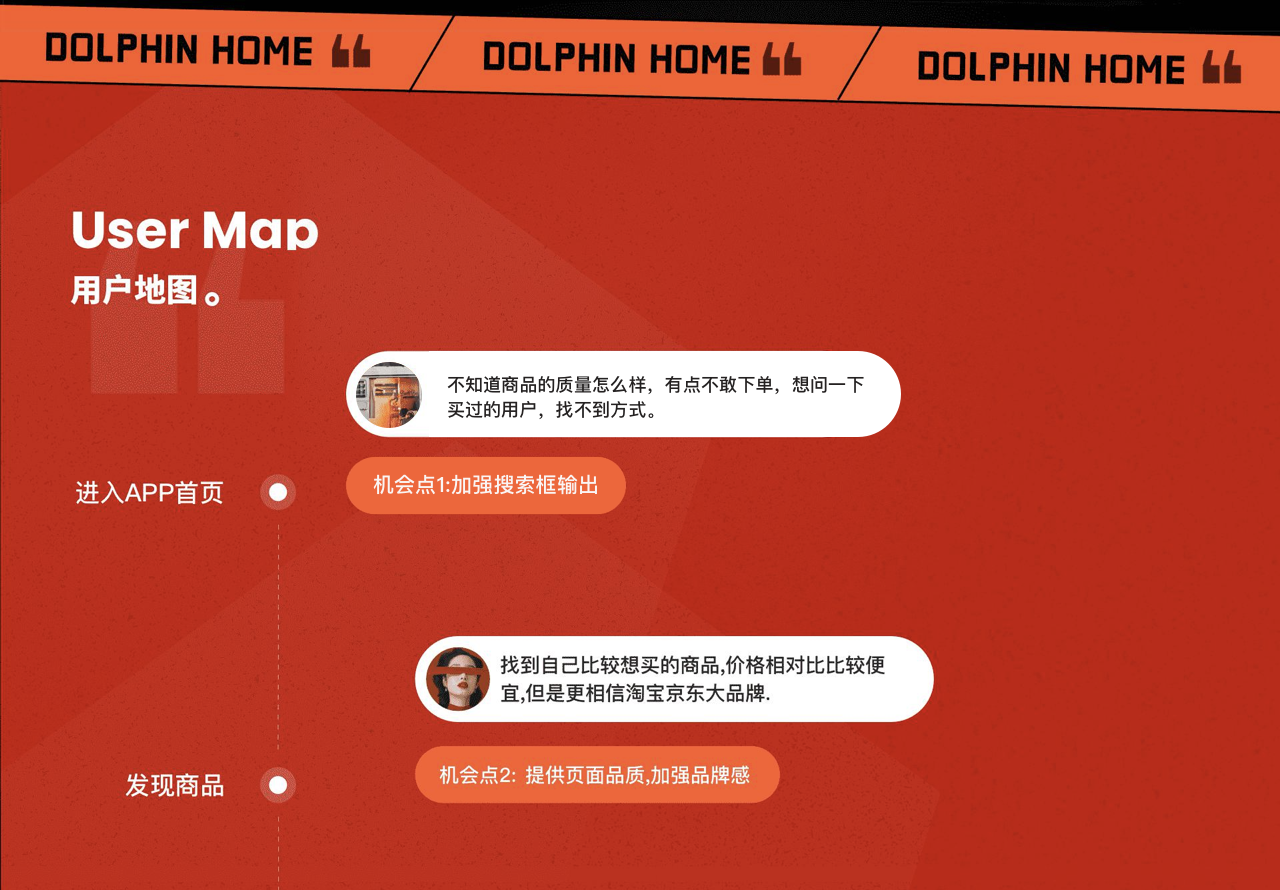 DOLPHIN HOME
DOLPHIN HOME
DOLPHIN HOME
User Map
用户地图。
不知道商品的质量怎么样，有点不敢下单，想问一下
买过的用户，找不到方式。
进入APP首页
机会点1:加强搜索框输出
找到自己比较想买的商品,价格相对比比较便
宜,但是更相信淘宝京东大品牌.
发现商品
机会点2: 提供页面品质,加强品牌感